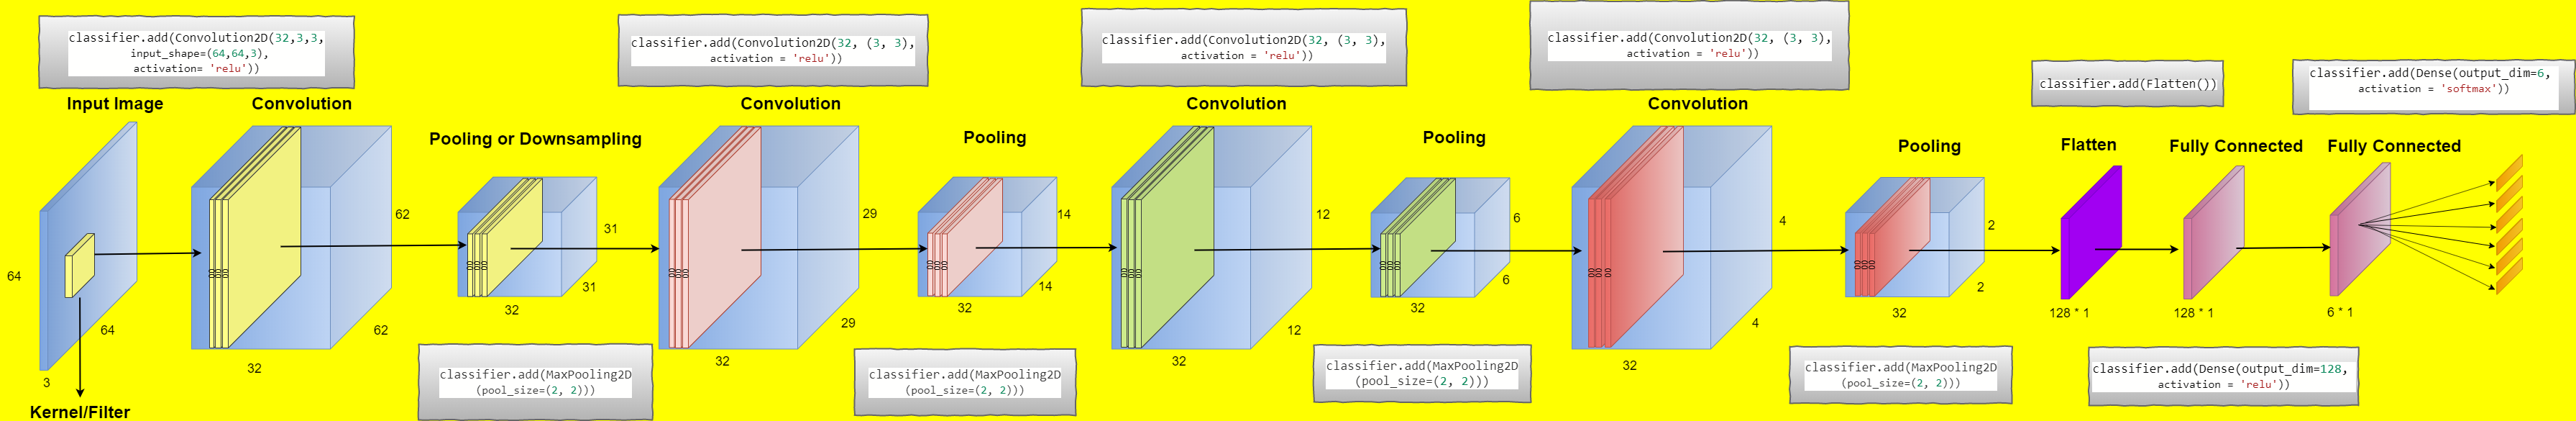 classifier.add(Convolution2D(32,3,3,
input_shape=(64,64,3),
activation= 'relu'))
Input Image
64
64
3
Kernel/Filter
Convolution
62
62
32
Pooling or Downsampling
31
31
32
classifier.add(MaxPooling2D
(pool_size=(2, 2)))
classifier.add(Convolution2D(32, (3, 3),
activation = 'relu'))
Convolution
29
29
32
Pooling
14
14
32
classifier.add(MaxPooling2D
(pool_size=(2, 2)))
classifier.add(Convolution2D(32, (3, 3),
activation = 'relu'))
Convolution
12
12
32
Pooling
6
6
32
classifier.add(MaxPooling2D
(pool_size=(2, 2)))
classifier.add(Convolution2D(32, (3, 3),
activation = 'relu'))
Convolution
4
4
32
Pooling
2
2
32
classifier.add(MaxPooling2D
(pool_size=(2, 2)))
classifier.add(Flatten())
Flatten
128 * 1
Fully Connected
128 * 1
classifier.add(Dense(output_dim=128,
activation = 'relu'))
classifier.add(Dense(output_dim=6,
activation = 'softmax'))
Fully Connected
6 * 1